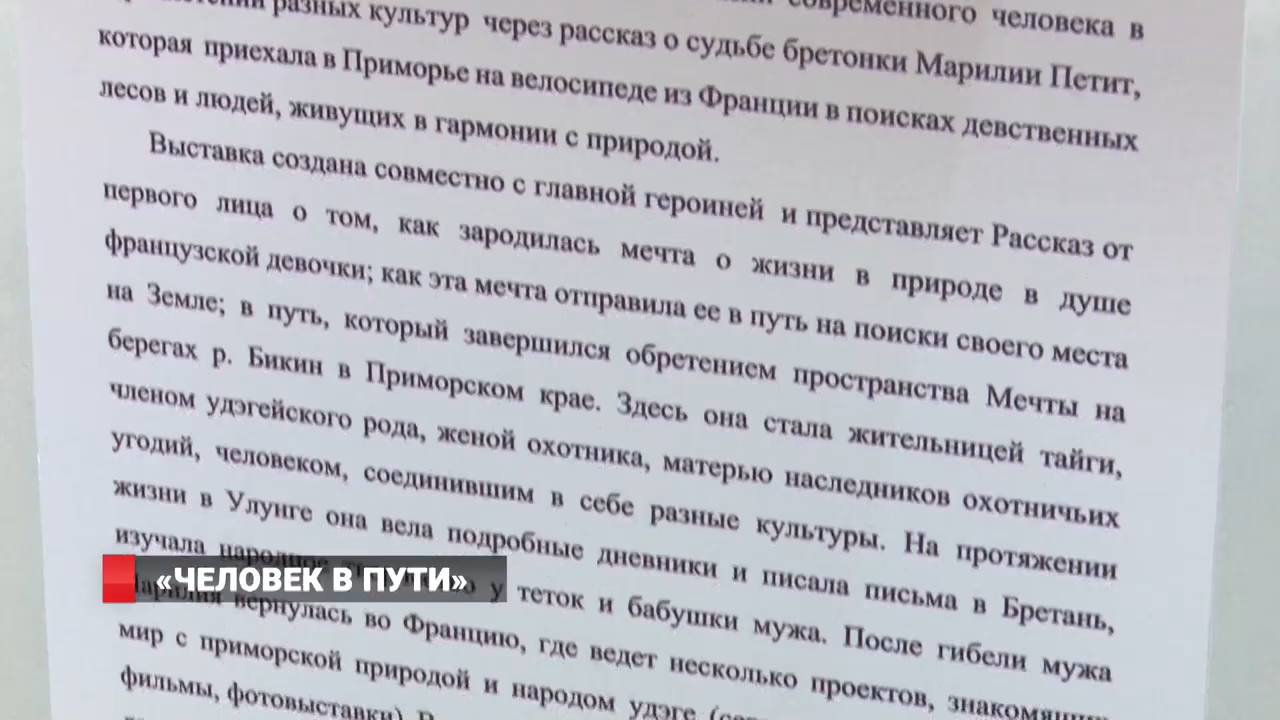 современного человека в
разных культур через рассказ о судьбе бретонки Марилии Петит,
которая приехала в Приморье на велосипеде из Франции в поисках девственных
лесов и людей, живущих в гармонии с природой.
Выставка создана совместно с главной героиней и представляет Рассказ от
первого лица о том, как зародилась мечта о жизни в природе в душе
французской девочки; как эта мечта отправила ее в путь на поиски своего места
на Земле; в путь, который завершился обретением пространства Мечты на
берегах р. Бикин в Приморском крае. Здесь она стала жительницей тайги,
членом удэгейского рода, женой охотника, матерью наследников охотничьих
угодий, человеком, соединившим в себе разные культуры. На протяжении
жизни в Улунге она вела подробные дневники и писала письма в Бретань,
изучала народное у теток и бабушки мужа. После гибели мужа
Марилия вернулась во Францию, где ведет несколько проектов, знакомящих
мир с приморской природой и народом удэге
фильмы, фотовыставки)
«ЧЕЛОВЕК В ПУТИ»